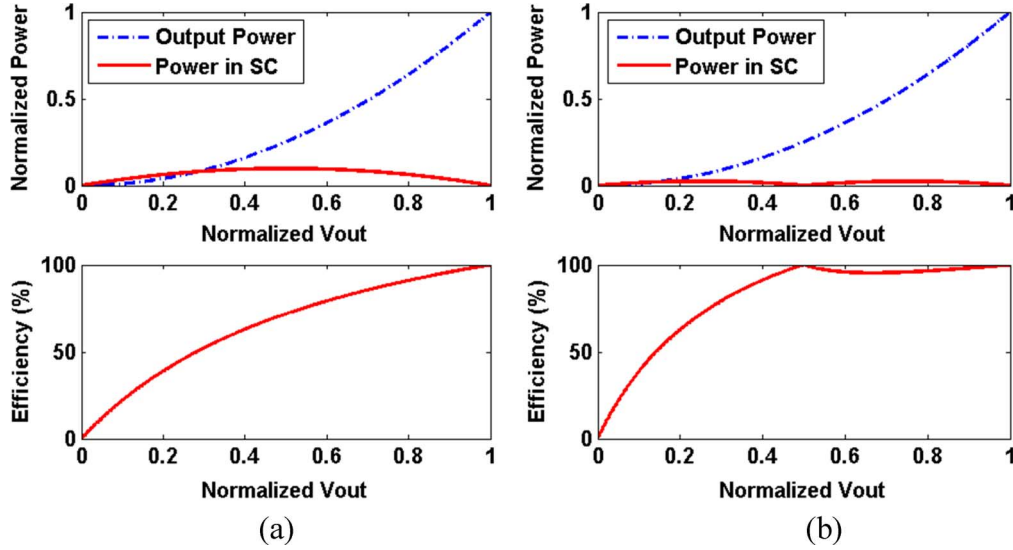 Normalized Power
1
0.5
0
Output Power
Power in SC
0 0.2 0.4 0.6 0.8 1
Normalized Vout
Efficiency (%)
100
50
0
0 0.2 0.4 0.6 0.8 1
Normalized Vout
(a)
Normalized Power
1
0.5
0
Output Power
Power in SC
0 0.2 0.4 0.6 0.8 1
Normalized Vout
Efficiency (%)
100
50
0
0 0.2 0.4 0.6 0.8 1
Normalized Vout
(b)